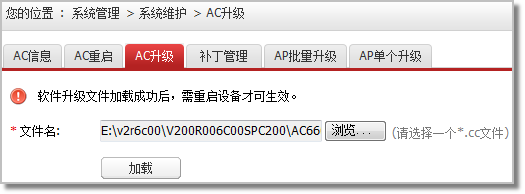 您的位置 : 系统管理 > 系统维护 > AC升级
AC信息 AC重启 AC升级 补丁管理 AP批量升级 AP单个升级
软件升级文件加载成功后，需重启设备才可生效。
* 文件名: E:\v2r6c00\V200R006C00SPC200\AC66 浏览... (请选择一个*.cc文件)
加载